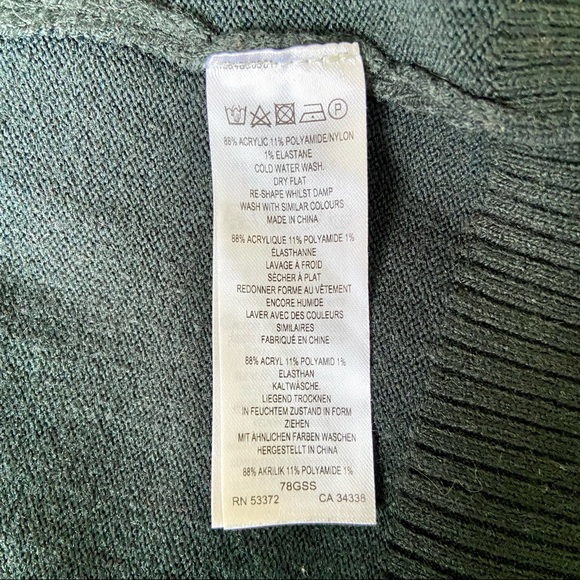 P
88% ACRYLIC 11% POLYAMIDE/NYLON
1% ELASTANE
COLD WATER WASH.
DRY FLAT
RE-SHAPE WHILST DAMP
WASH WITH SIMILAR COLOURS
MADE IN CHINA
88% ACRYLIQUE 11% POLYAMIDE 1%
ÉLASTHANNE
LAVAGE À FROID
SÉCHER À PLAT
REDONNER FORME AU VÊTEMENT
ENCORE HUMIDE
LAVER AVEC DES COULEURS
SIMILAIRES
FABRIQUÉ EN CHINE
88% ACRYL 11% POLYAMID 1%
ELASTHAN
KALTWÄSCHE.
LIEGEND TROCKNEN
IN FEUCHTEM ZUSTAND IN FORM
ZIEHEN
MIT ÄHNLICHEN FARBEN WASCHEN
HERGESTELLT IN CHINA
88% AKRILIK 11% POLYAMIDE 1%
78GSS
RN 53372 CA 34338